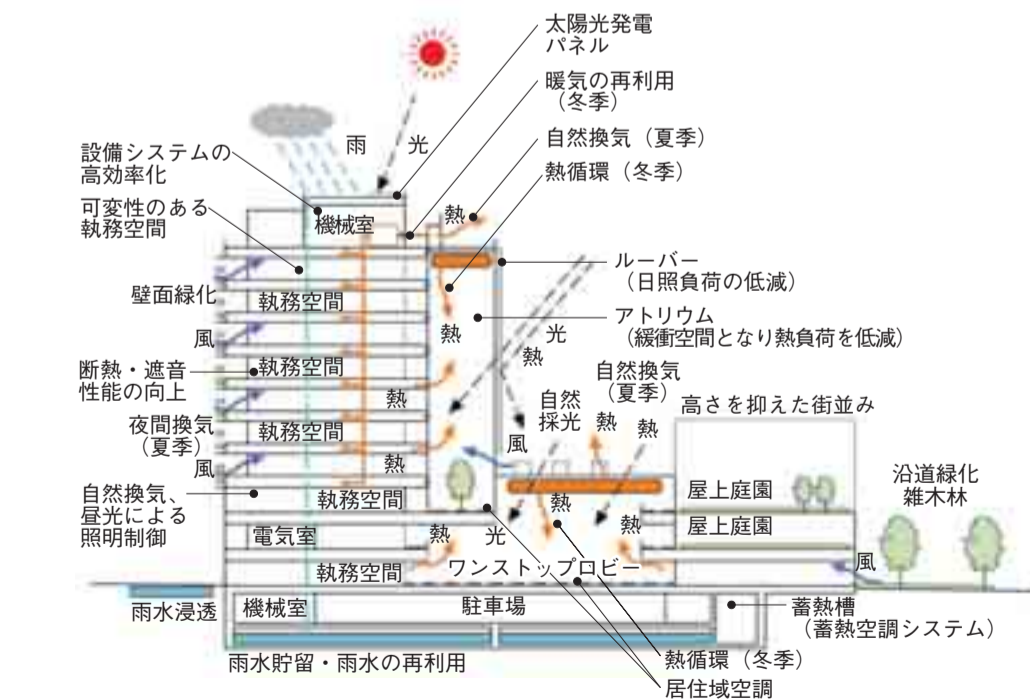 太陽光発電
パネル
暖気の再利用
（冬季）
自然換気（夏季）
熱循環（冬季）
雨
光
設備システムの
高効率化
可変性のある
執務空間
機械室
熱
壁面緑化
執務空間
ルーバー
（日照負荷の低減）
アトリウム
（緩衝空間となり熱負荷を低減）
熱
光
熱
風
断熱・遮音
性能の向上
執務空間
熱
自然換気
（夏季）
高さを抑えた街並み
自然
採光
熱
熱
夜間換気
（夏季）
執務空間
風
風
熱
沿道緑化
雑木林
自然換気、
昼光による
照明制御
執務空間
屋上庭園
熱
電気室
熱
光
熱
屋上庭園
執務空間
ワンストップロビー
風
雨水浸透
機械室
駐車場
蓄熱槽
（蓄熱空調システム）
雨水貯留・雨水の再利用
熱循環（冬季）
居住域空調